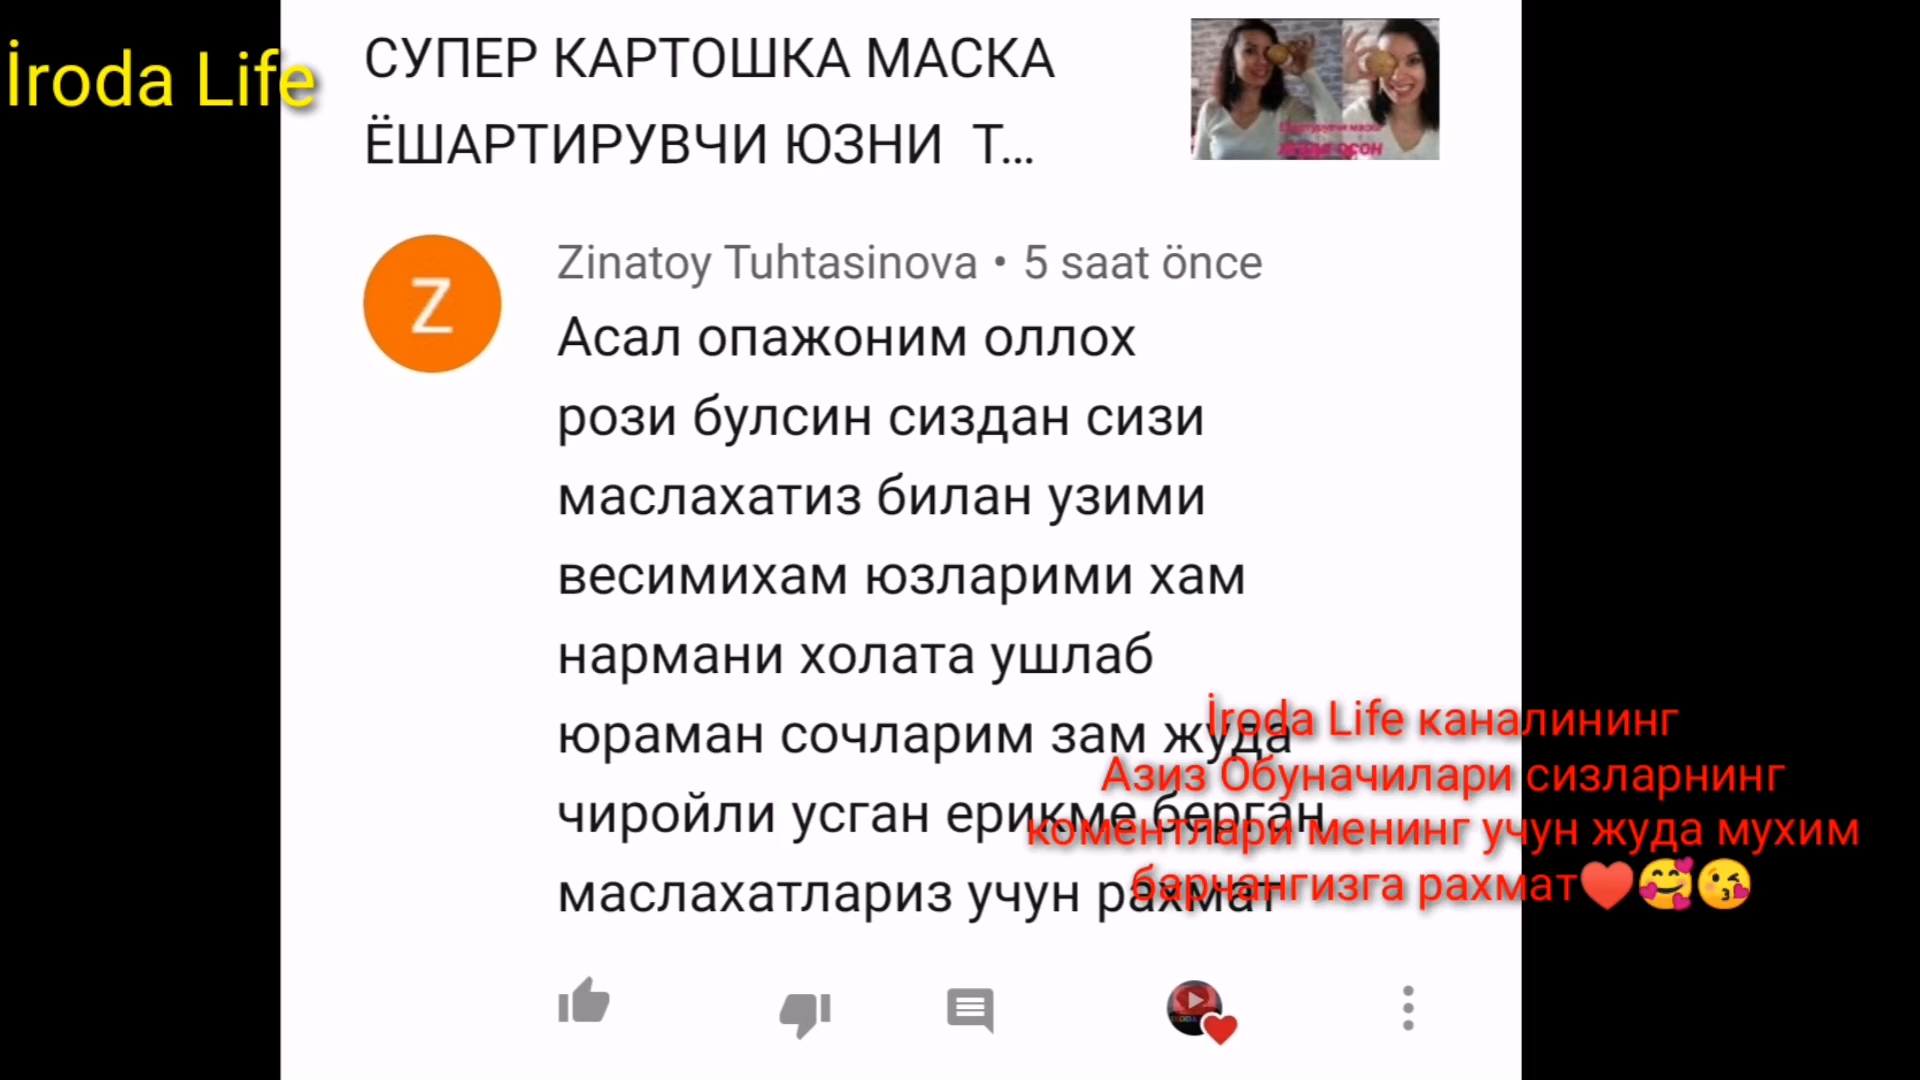 İroda Life
СУПЕР КАРТОШКА МАСКА
ЁШАРТИРУВЧИ ЮЗНИ Т...
Zinatoy Tuhtasinova • 5 saat önce
Z
Асал опажоним оллох
рози булсин сиздан сизи
маслахатиз билан узими
весимихам юзларими хам
нармани холата ушлаб
юраман сочларим зам жуда
чиройли усган ерикме берган
маслахатлариз учун рахмат
İroda Life каналининг
Азиз Обуначилари сизларнинг
коментлари менинг учун жуда мухим
барчангизга рахмат♥️🥰😘